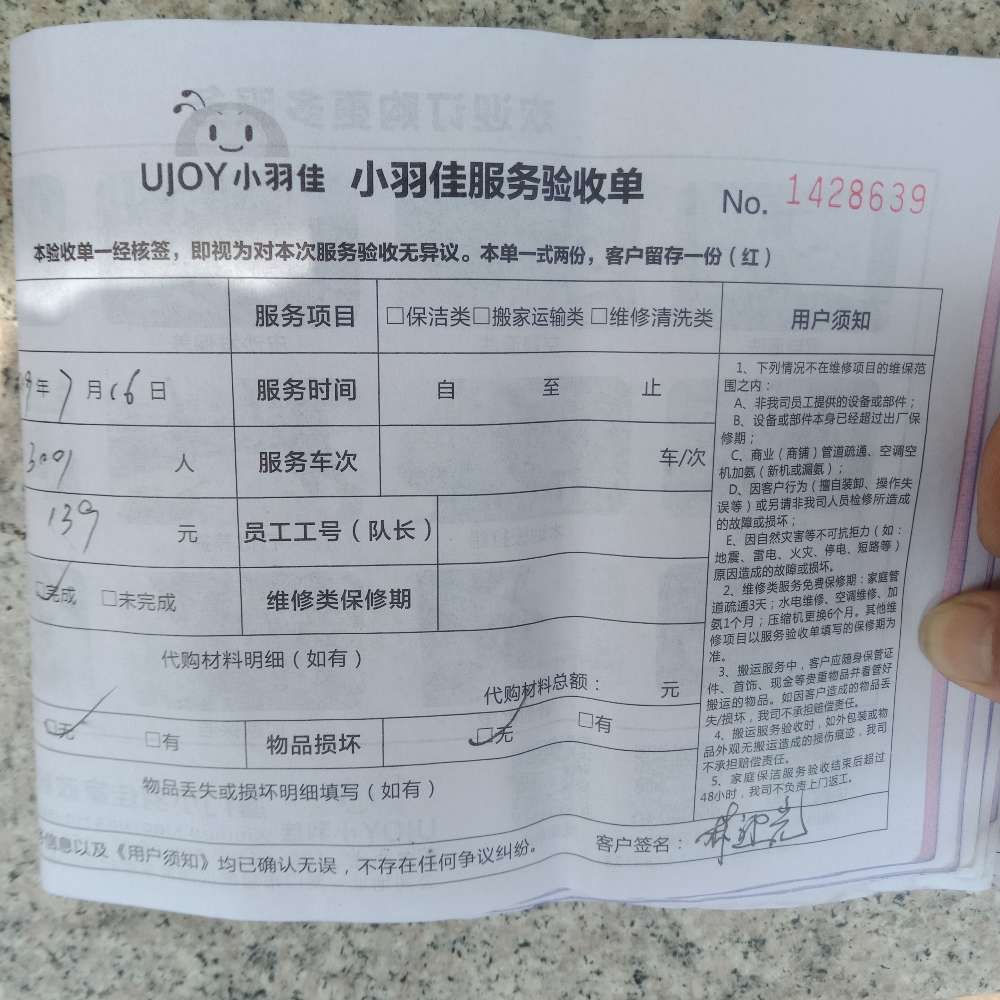 UJOY小羽佳 小羽佳服务验收单 No. 1428639
本验收单一经核签，即视为对本次服务验收无异议。本单一式两份，客户留存一份（红）
服务项目 □保洁类□搬家运输类 □维修清洗类 用户须知
年 7 月 16 日 服务时间 自 至 止
人 服务车次 车/次
139 元 员工工号（队长）
□完成 □未完成 维修类保修期
代购材料明细（如有）
代购材料总额： 元
□无 □有 物品损坏 □无 □有
物品丢失或损坏明细填写（如有）
信息以及《用户须知》均已确认无误，不存在任何争议纠纷。 客户签名：
1、下列情况不在维修项目的维保范
围之内：
A、非我司员工提供的设备或部件；
B、设备或部件本身已经超过出厂保
修期；
C、商业（商铺）管道疏通、空调空
机加氨（新机或漏氨）；
D、因客户行为（擅自装卸、操作失
误等）或另请非我司人员检修所造成
的故障或损坏；
E、因自然灾害等不可抗拒力（如：
地震、雷电、火灾、停电、短路等）
原因造成的故障或损坏。
2、维修类服务免费保修期：家庭管
道疏通3天；水电维修、空调维修、加
氨1个月；压缩机更换6个月。其他维
修项目以服务验收单填写的保修期为
准。
3、搬运服务中，客户应随身保管证
件、首饰、现金等贵重物品并看管好
搬运的物品。如因客户造成的物品丢
失/损坏，我司不承担赔偿责任。
4、搬运服务验收时，如外包装或物
品外观无搬运造成的损伤痕迹，我司
不承担赔偿责任。
5、家庭保洁服务验收结束后超过
48小时，我司不负责上门返工。